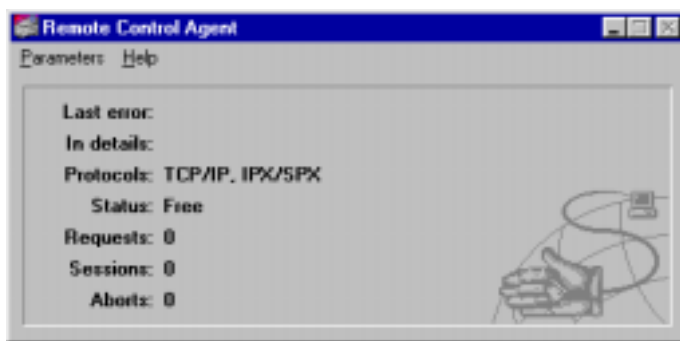 Remote Control Agent
Parameters Help
Last error:
In details:
Protocols: TCP/IP, IPX/SPX
Status: Free
Requests: 0
Sessions: 0
Aborts: 0